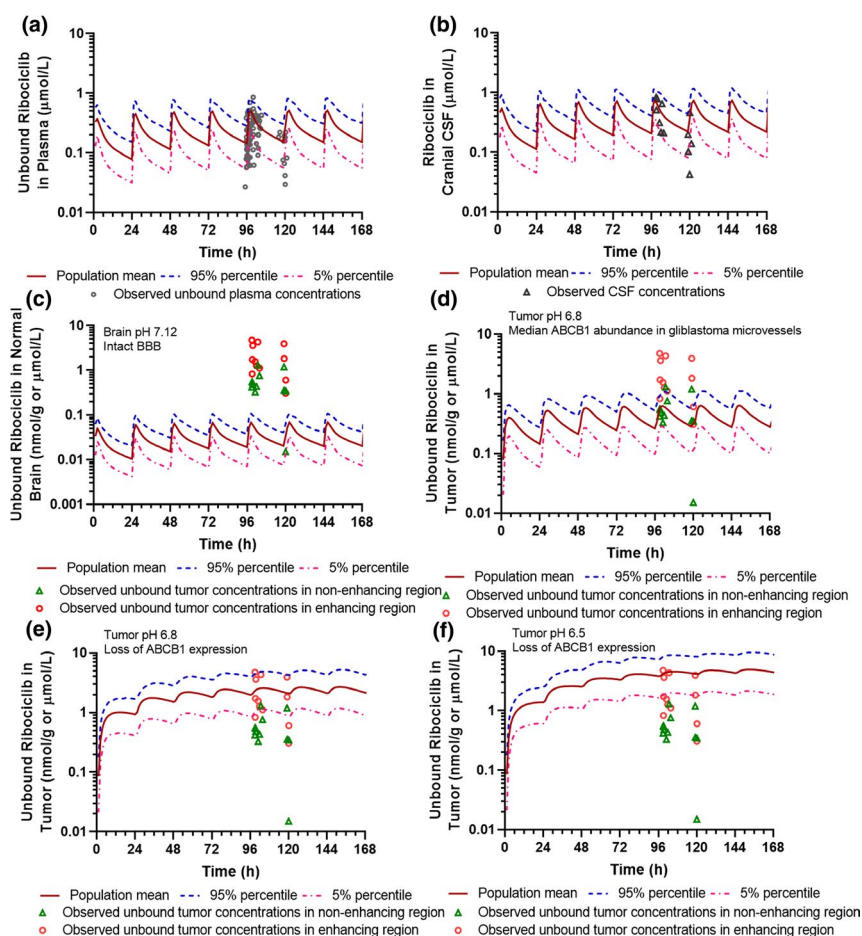 (a)
Unbound Ribociclib
in Plasma (μmol/L)
10
1
0.1
0.01
0 24 48 72 96 120 144 168
Time (h)
Population mean 95% percentile 5% percentile
Observed unbound plasma concentrations
(b)
Ribociclib in
Cranial CSF (μmol/L)
10
1
0.1
0.01
0 24 48 72 96 120 144 168
Time (h)
Population mean 95% percentile 5% percentile
Observed CSF concentrations
(c)
Brain pH 7.12
Intact BBB
Unbound Ribociclib in Normal
Brain (nmol/g or μmol/L)
10
1
0.1
0.01
0.001
0 24 48 72 96 120 144 168
Time (h)
Population mean 95% percentile 5% percentile
Observed unbound tumor concentrations in non-enhancing region
Observed unbound tumor concentrations in enhancing region
(d)
Tumor pH 6.8
Median ABCB1 abundance in gliblastoma microvessels
Unbound Ribociclib in
Tumor (nmol/g or μmol/L)
10
1
0.1
0.01
0 24 48 72 96 120 144 168
Time (h)
Population mean 95% percentile 5% percentile
Observed unbound tumor concentrations in non-enhancing region
Observed unbound tumor concentrations in enhancing region
(e)
Tumor pH 6.8
Loss of ABCB1 expression
Unbound Ribociclib in
Tumor (nmol/g or μmol/L)
10
1
0.1
0.01
0 24 48 72 96 120 144 168
Time (h)
Population mean 95% percentile 5% percentile
Observed unbound tumor concentrations in non-enhancing region
Observed unbound tumor concentrations in enhancing region
(f)
Tumor pH 6.5
Loss of ABCB1 expression
Unbound Ribociclib in
Tumor (nmol/g or μmol/L)
10
1
0.1
0.01
0 24 48 72 96 120 144 168
Time (h)
Population mean 95% percentile 5% percentile
Observed unbound tumor concentrations in non-enhancing region
Observed unbound tumor concentrations in enhancing region